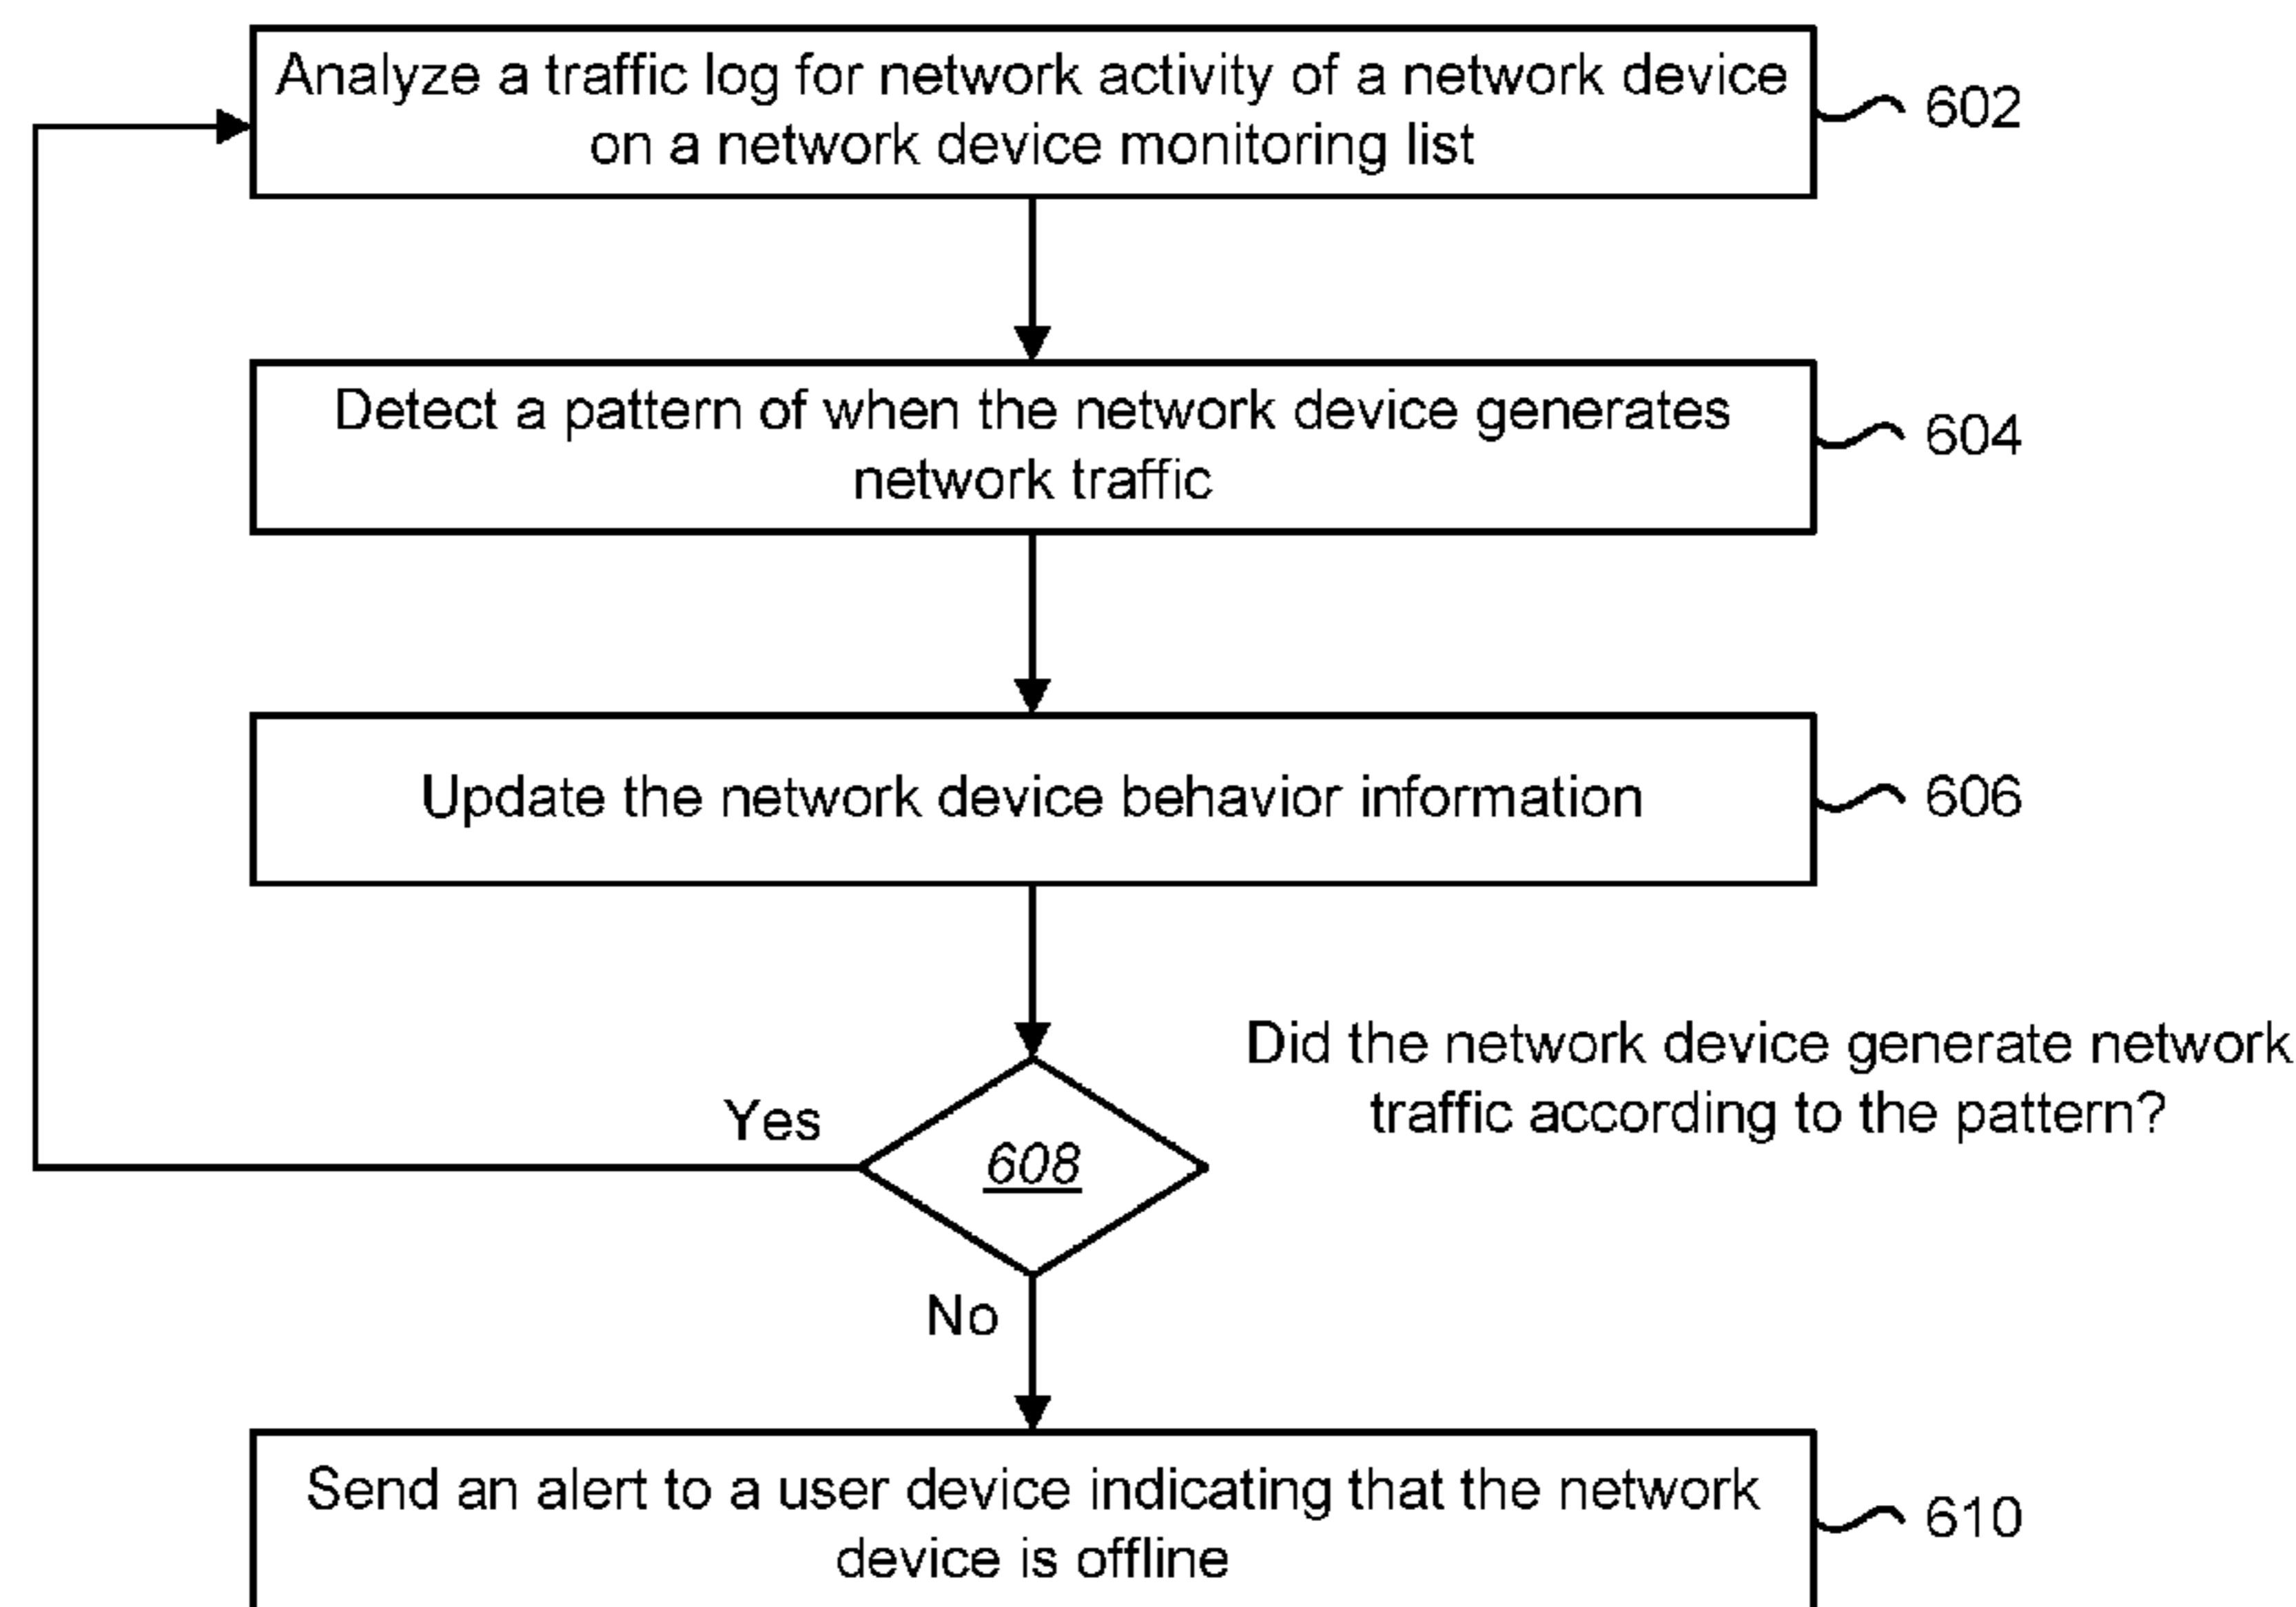 Analyze a traffic log for network activity of a network device
on a network device monitoring list
602
Detect a pattern of when the network device generates
network traffic
604
Update the network device behavior information
606
Did the network device generate network
traffic according to the pattern?
Yes
608
No
Send an alert to a user device indicating that the network
device is offline
610